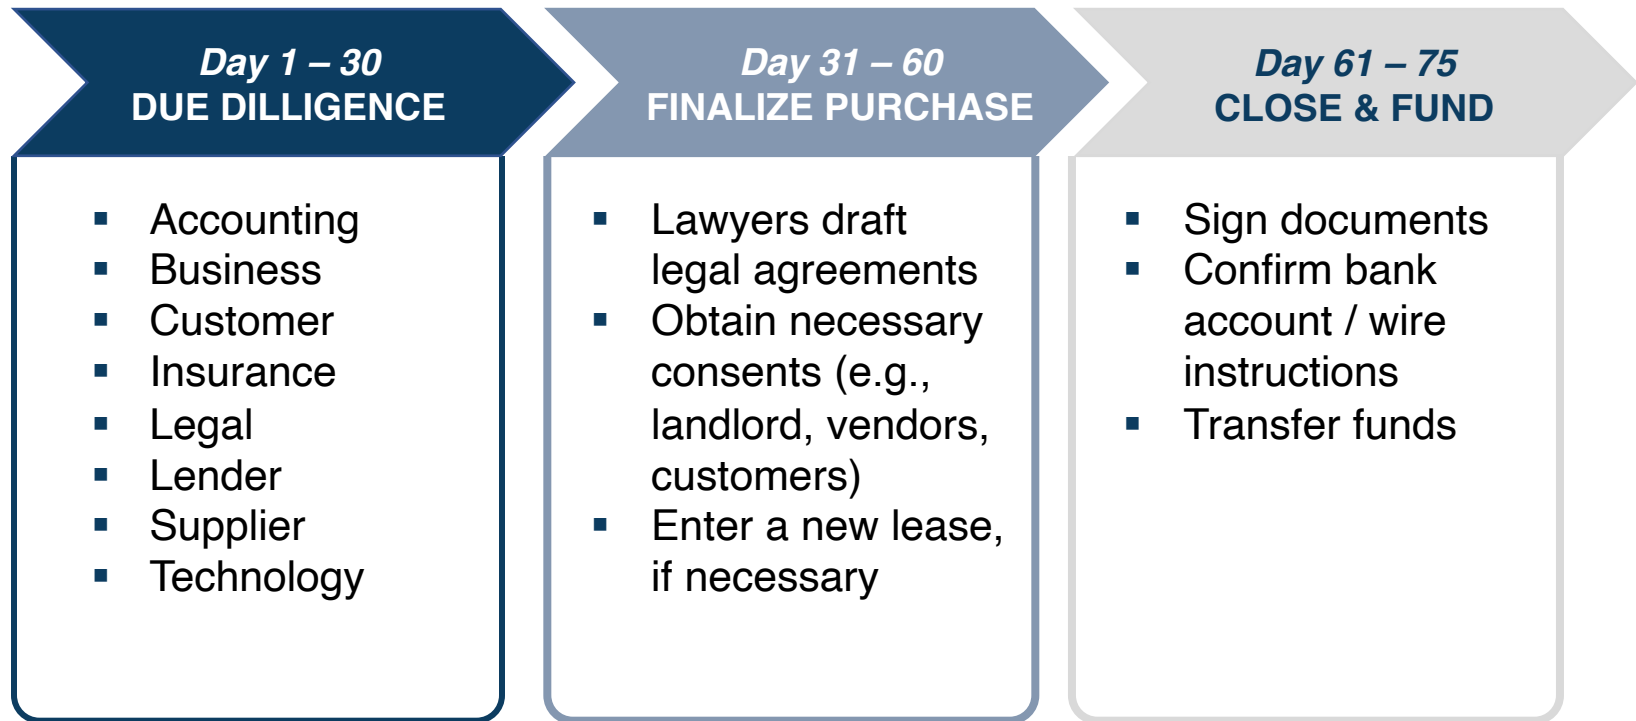 Day 1 – 30
DUE DILLIGENCE
▪ Accounting
▪ Business
▪ Customer
▪ Insurance
▪ Legal
▪ Lender
▪ Supplier
▪ Technology
Day 31 – 60
FINALIZE PURCHASE
▪ Lawyers draft
legal agreements
▪ Obtain necessary
consents (e.g.,
landlord, vendors,
customers)
▪ Enter a new lease,
if necessary
Day 61 – 75
CLOSE & FUND
▪ Sign documents
▪ Confirm bank
account / wire
instructions
▪ Transfer funds